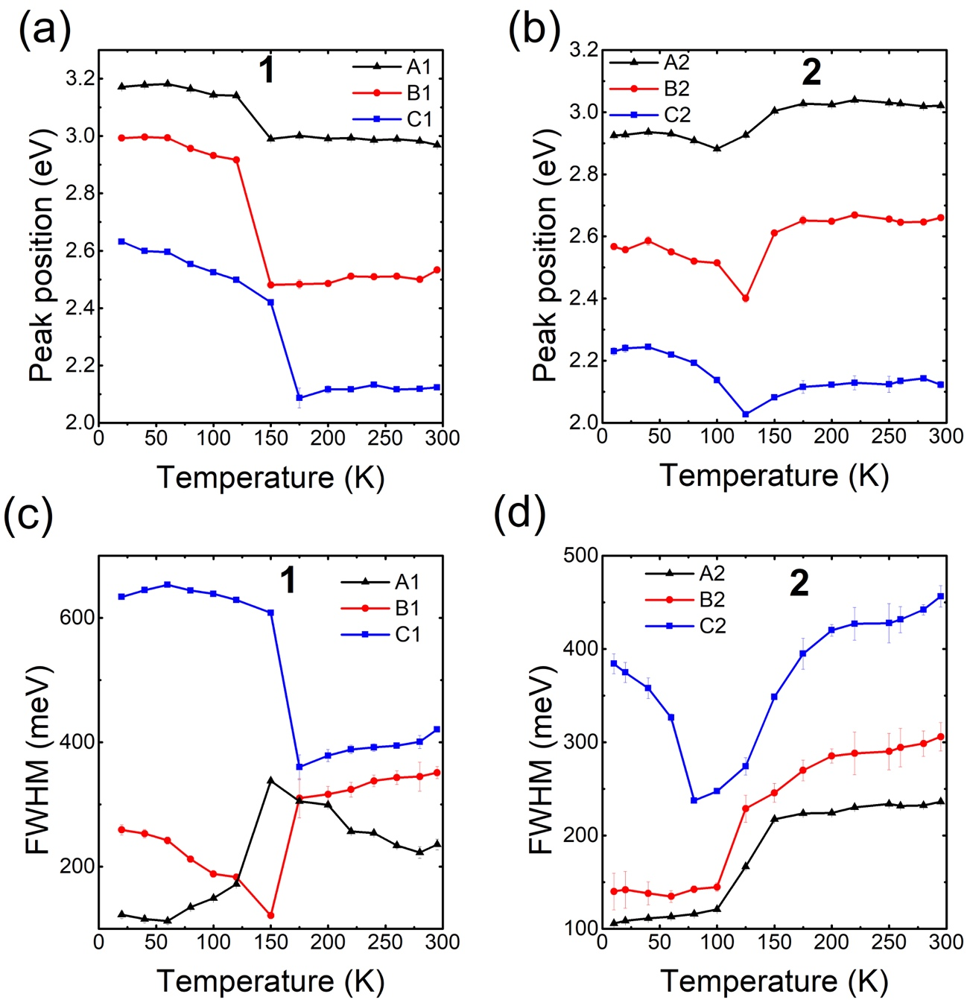 (a)
1
A1
B1
C1
3.2
3.0
2.8
2.6
2.4
2.2
2.0
Peak position (eV)
0 50 100 150 200 250 300
Temperature (K)
(b)
2
A2
B2
C2
3.2
3.0
2.8
2.6
2.4
2.2
2.0
Peak position (eV)
0 50 100 150 200 250 300
Temperature (K)
(c)
1
A1
B1
C1
600
400
200
FWHM (meV)
0 50 100 150 200 250 300
Temperature (K)
(d)
2
A2
B2
C2
500
400
300
200
100
FWHM (meV)
0 50 100 150 200 250 300
Temperature (K)